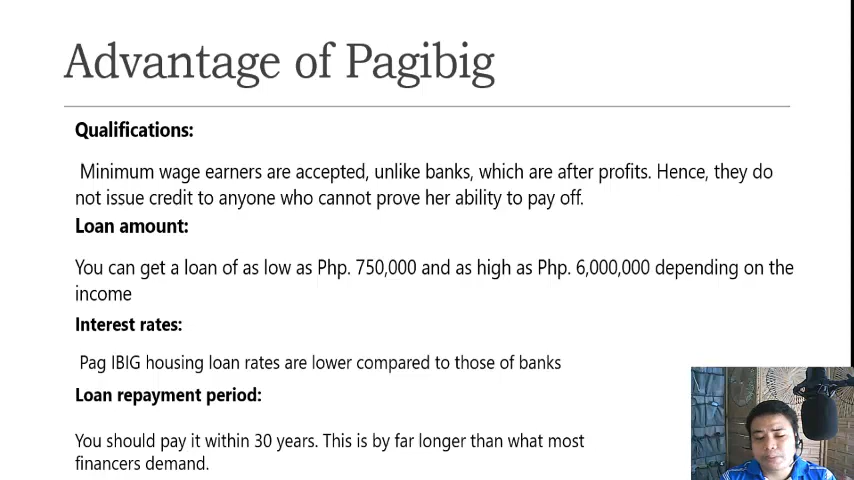 Advantage of Pagibig
Qualifications:
Minimum wage earners are accepted, unlike banks, which are after profits. Hence, they do
not issue credit to anyone who cannot prove her ability to pay off.
Loan amount:
You can get a loan of as low as Php. 750,000 and as high as Php. 6,000,000 depending on the
income
Interest rates:
Pag IBIG housing loan rates are lower compared to those of banks
Loan repayment period:
You should pay it within 30 years. This is by far longer than what most
financers demand.